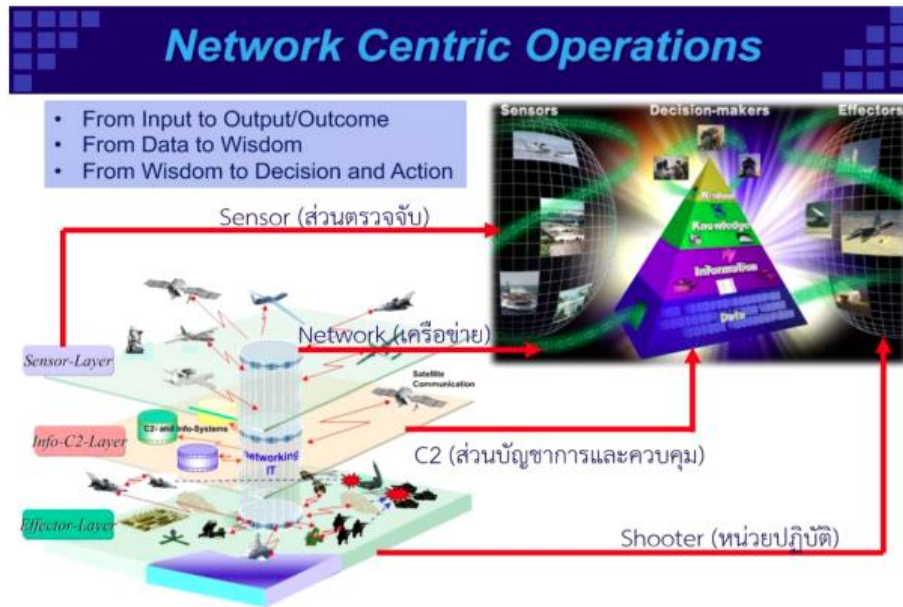 Network Centric Operations
• From Input to Output/Outcome
• From Data to Wisdom
• From Wisdom to Decision and Action
Sensors
Decision-makers
Effectors
Wisdom
Knowledge
Information
Data
Sensor (ส่วนตรวจจับ)
Network (เครือข่าย)
Sensor-Layer
Satellite
Communication
C2- and Info-Systems
Info-C2-Layer
networking
IT
C2 (ส่วนบัญชาการและควบคุม)
Effector-Layer
Shooter (หน่วยปฏิบัติ)